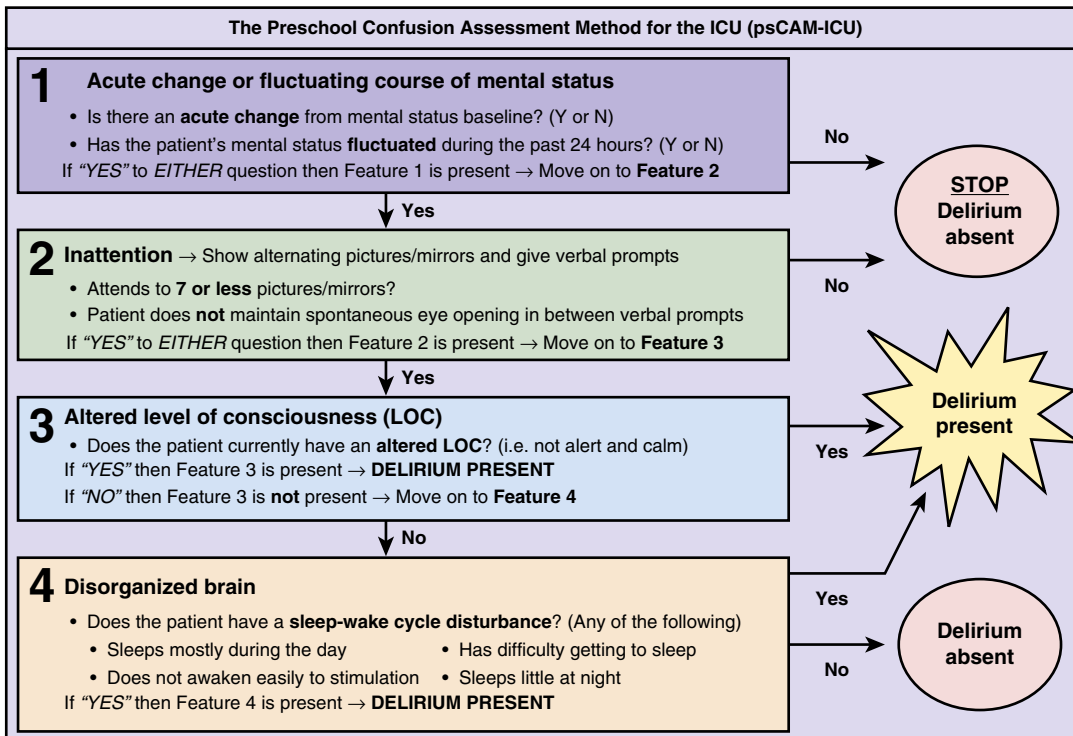 The Preschool Confusion Assessment Method for the ICU (psCAM-ICU)
1 Acute change or fluctuating course of mental status
• Is there an acute change from mental status baseline? (Y or N)
• Has the patient's mental status fluctuated during the past 24 hours? (Y or N)
If “YES” to EITHER question then Feature 1 is present → Move on to Feature 2
No
STOP
Delirium
absent
Yes
2 Inattention → Show alternating pictures/mirrors and give verbal prompts
• Attends to 7 or less pictures/mirrors?
• Patient does not maintain spontaneous eye opening in between verbal prompts
If “YES” to EITHER question then Feature 2 is present → Move on to Feature 3
No
Yes
3 Altered level of consciousness (LOC)
• Does the patient currently have an altered LOC? (i.e. not alert and calm)
If “YES” then Feature 3 is present → DELIRIUM PRESENT
If “NO” then Feature 3 is not present → Move on to Feature 4
Yes
Delirium
present
No
4 Disorganized brain
• Does the patient have a sleep-wake cycle disturbance? (Any of the following)
• Sleeps mostly during the day
• Has difficulty getting to sleep
• Does not awaken easily to stimulation
• Sleeps little at night
If “YES” then Feature 4 is present → DELIRIUM PRESENT
Yes
No
Delirium
absent